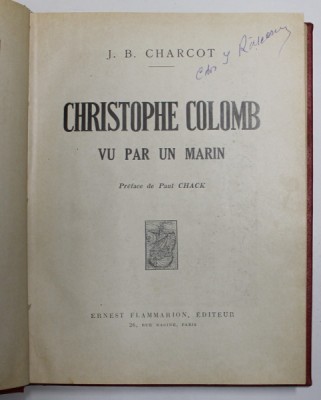 J. B. CHARCOT
CHRISTOPHE COLOMB
VU PAR UN MARIN
Préface de Paul CHACK
ERNEST FLAMMARION, ÉDITEUR
26, RUE RACINE, PARIS